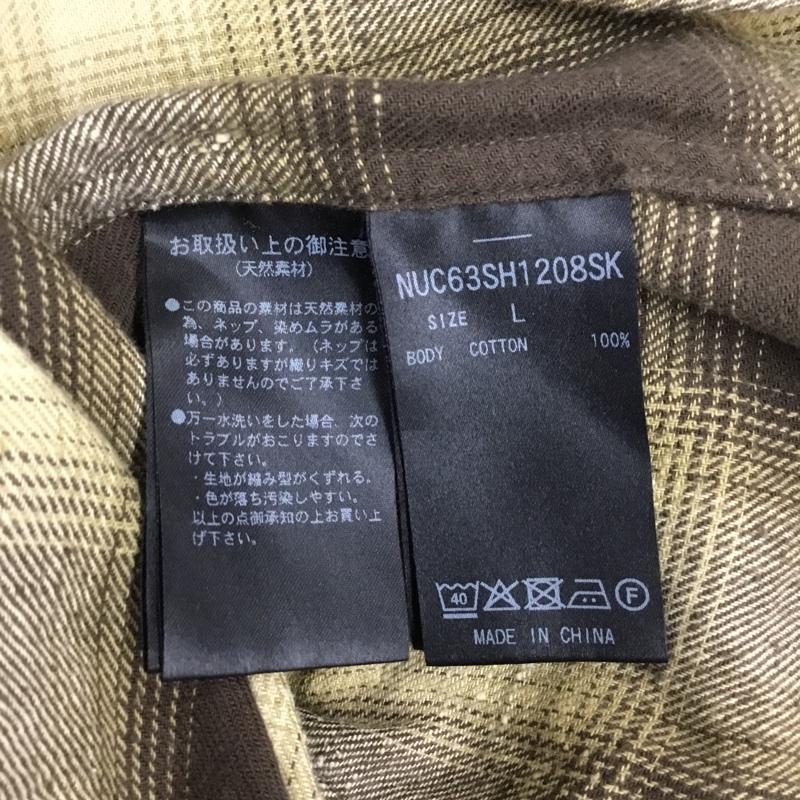 お取扱い上の御注意
(天然素材)
●この商品の素材は天然素材の
為、ネップ、染めムラがある
場合があります。(ネップは
必ずありますが織りキズでは
ありませんのでご了承下さ
い。)
●万一水洗いをした場合、次の
トラブルがおこりますのでさ
けて下さい。
・生地が縮み型がくずれる。
・色が落ち汚染しやすい。
以上の点御承知の上お買い上
げ下さい。
NUC63SH1208SK
SIZE L
BODY COTTON 100%
40 F
MADE IN CHINA